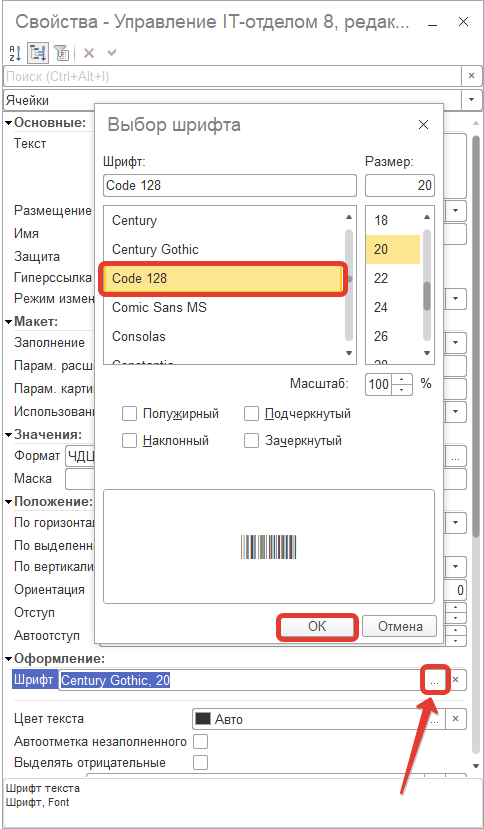 Свойства - Управление IT-отделом 8, редак...
Поиск (Ctrl+Alt+I)
Ячейки
Основные:
Текст
Размещение
Имя
Защита
Гиперссылка
Режим измен
Макет:
Заполнение
Парам. расш
Парам. карти
Использован
Значения:
Формат ЧДЦ
Маска
Положение:
По горизонтал
По выделенн
По вертикали
Ориентация 0
Отступ
Автоотступ
Оформление:
Шрифт Century Gothic, 20 ...
Цвет текста Авто ...
Автоотметка незаполненного
Выделять отрицательные
Шрифт текста
Шрифт, Font
Выбор шрифта
Шрифт: Размер:
Code 128 20
Century 18
Century Gothic 20
Code 128 22
Comic Sans MS 24
Consolas 26
Constantia 28
Масштаб: 100 %
Полужирный Подчеркнутый
Наклонный Зачеркнутый
ОК Отмена